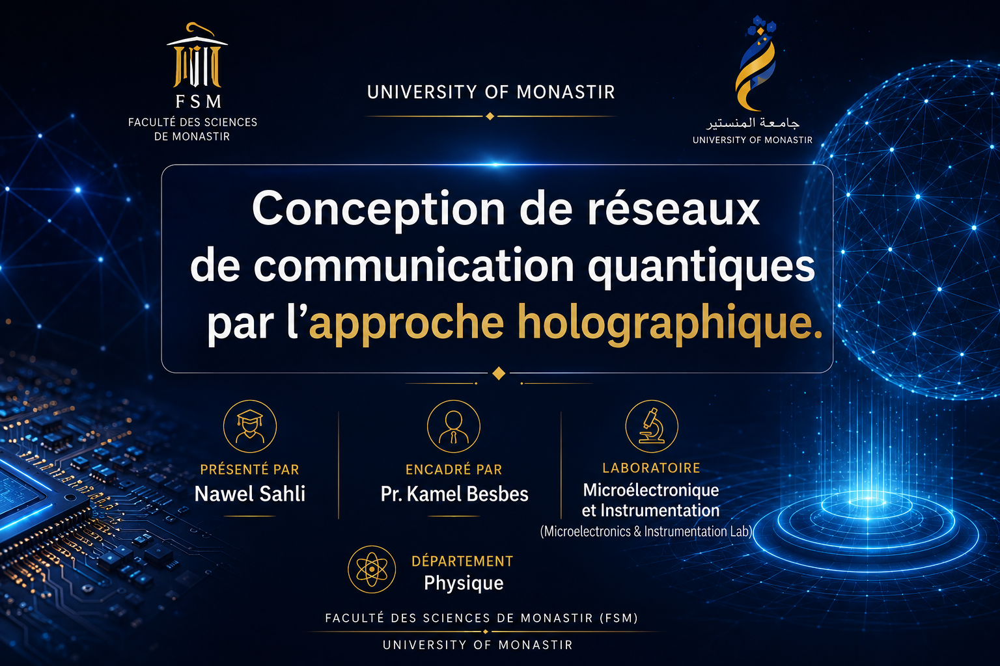 FSM
FACULTÉ DES SCIENCES
DE MONASTIR
UNIVERSITY OF MONASTIR
جامعة المنستير
UNIVERSITY OF MONASTIR
Conception de réseaux
de communication quantiques
par l’approche holographique.
PRÉSENTÉ PAR
Nawel Sahli
ENCADRÉ PAR
Pr. Kamel Besbes
LABORATOIRE
Microélectronique
et Instrumentation
(Microelectronics & Instrumentation Lab)
DÉPARTEMENT
Physique
FACULTÉ DES SCIENCES DE MONASTIR (FSM)
UNIVERSITY OF MONASTIR